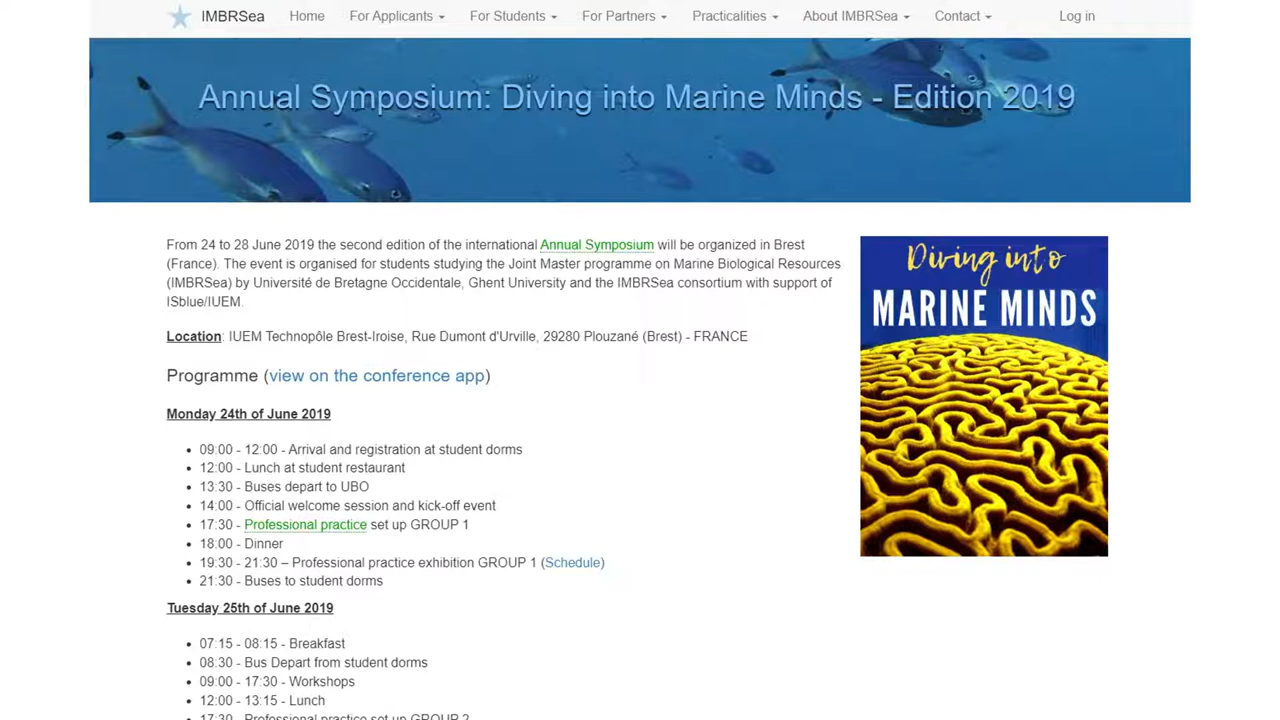 IMBRSea Home For Applicants For Students For Partners Practicalities About IMBRSea Contact Log in
Annual Symposium: Diving into Marine Minds - Edition 2019
From 24 to 28 June 2019 the second edition of the international Annual Symposium will be organized in Brest
(France). The event is organised for students studying the Joint Master programme on Marine Biological Resources
(IMBRSea) by Université de Bretagne Occidentale, Ghent University and the IMBRSea consortium with support of
ISblue/IUEM.
Diving into
MARINE MINDS
Location: IUEM Technopôle Brest-Iroise, Rue Dumont d'Urville, 29280 Plouzané (Brest) - FRANCE
Programme (view on the conference app)
Monday 24th of June 2019
• 09:00 - 12:00 - Arrival and registration at student dorms
• 12:00 - Lunch at student restaurant
• 13:30 - Buses depart to UBO
• 14:00 - Official welcome session and kick-off event
• 17:30 - Professional practice set up GROUP 1
• 18:00 - Dinner
• 19:30 - 21:30 – Professional practice exhibition GROUP 1 (Schedule)
• 21:30 - Buses to student dorms
Tuesday 25th of June 2019
• 07:15 - 08:15 - Breakfast
• 08:30 - Bus Depart from student dorms
• 09:00 - 17:30 - Workshops
• 12:00 - 13:15 - Lunch
• 17:30 - Professional practice set up GROUP 2